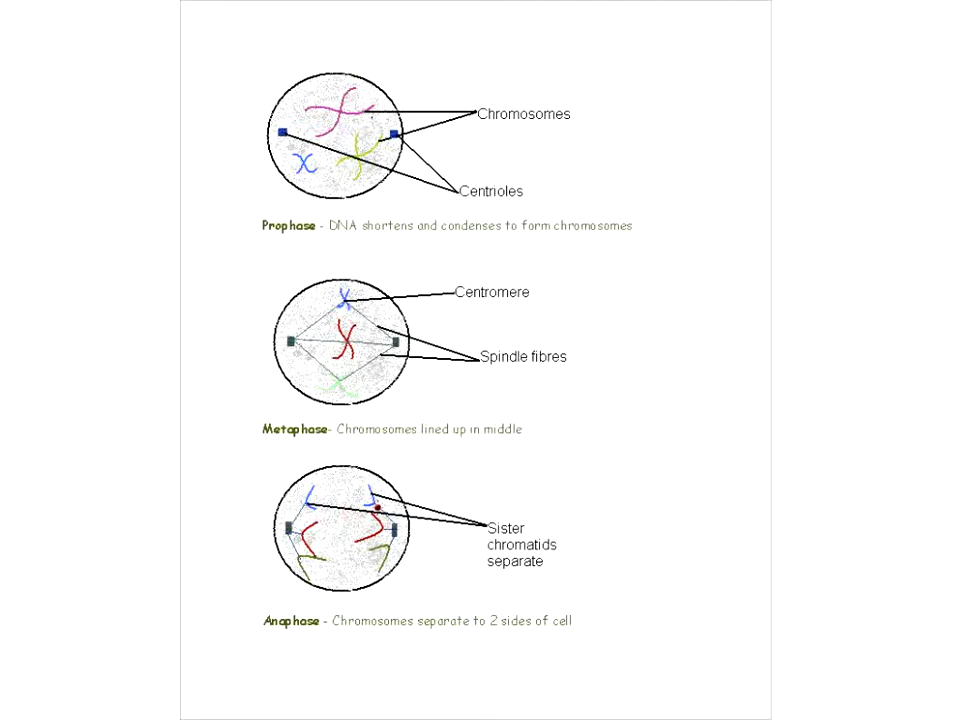 Chromosomes
Centrioles
Prophase - DNA shortens and condenses to form chromosomes
Centromere
Spindle fibres
Metaphase- Chromosomes lined up in middle
Sister
chromatids
separate
Anaphase - Chromosomes separate to 2 sides of cell